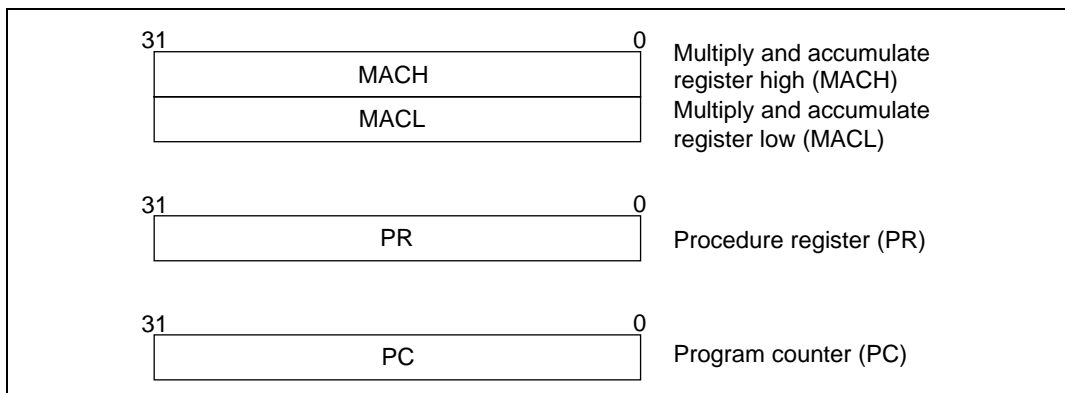 31 0
MACH
Multiply and accumulate
register high (MACH)
MACL
Multiply and accumulate
register low (MACL)
31 0
PR
Procedure register (PR)
31 0
PC
Program counter (PC)